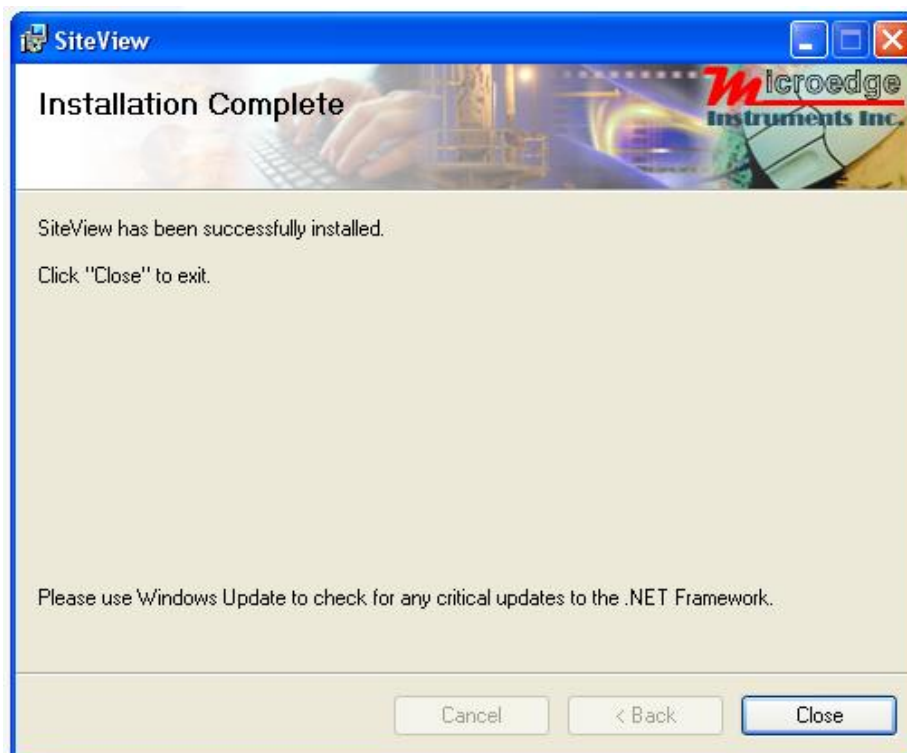 SiteView
Installation Complete
Microedge
Instruments Inc.
SiteView has been successfully installed.
Click "Close" to exit.
Please use Windows Update to check for any critical updates to the .NET Framework.
Cancel
< Back
Close